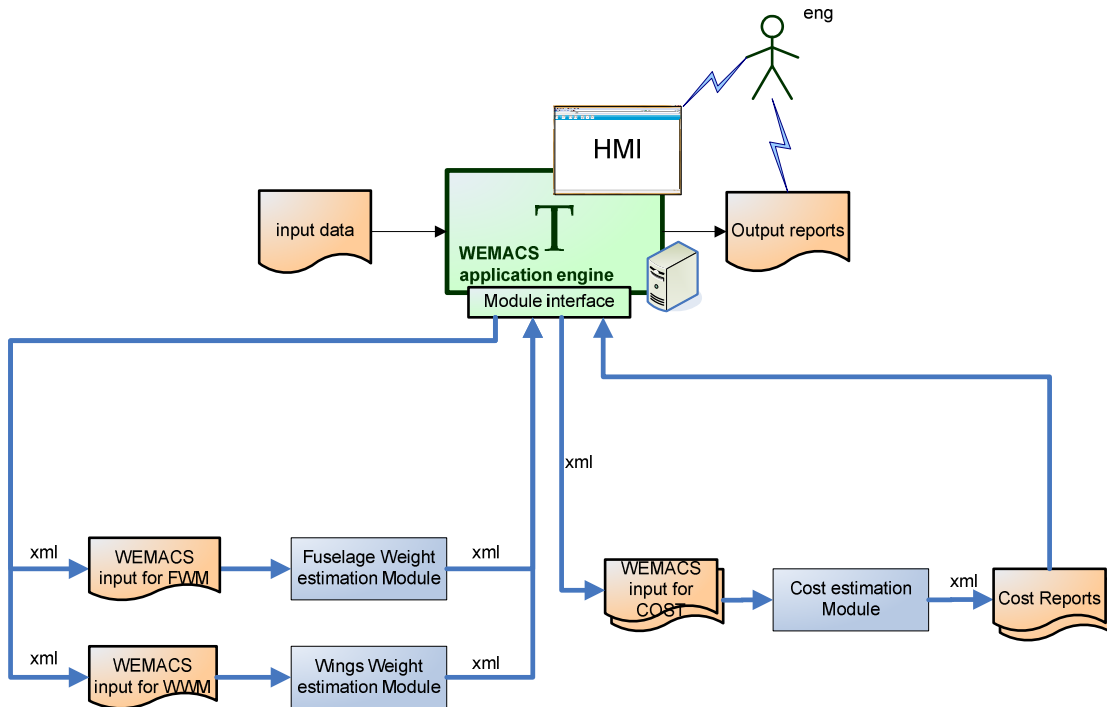 eng
HMI
input data
T
WEMACS
application engine
Output reports
Module interface
xml
xml
WEMACS
input for FWM
Fuselage Weight
estimation Module
xml
WEMACS
input for COST
Cost estimation
Module
xml
Cost Reports
xml
WEMACS
input for WWM
Wings Weight
estimation Module
xml